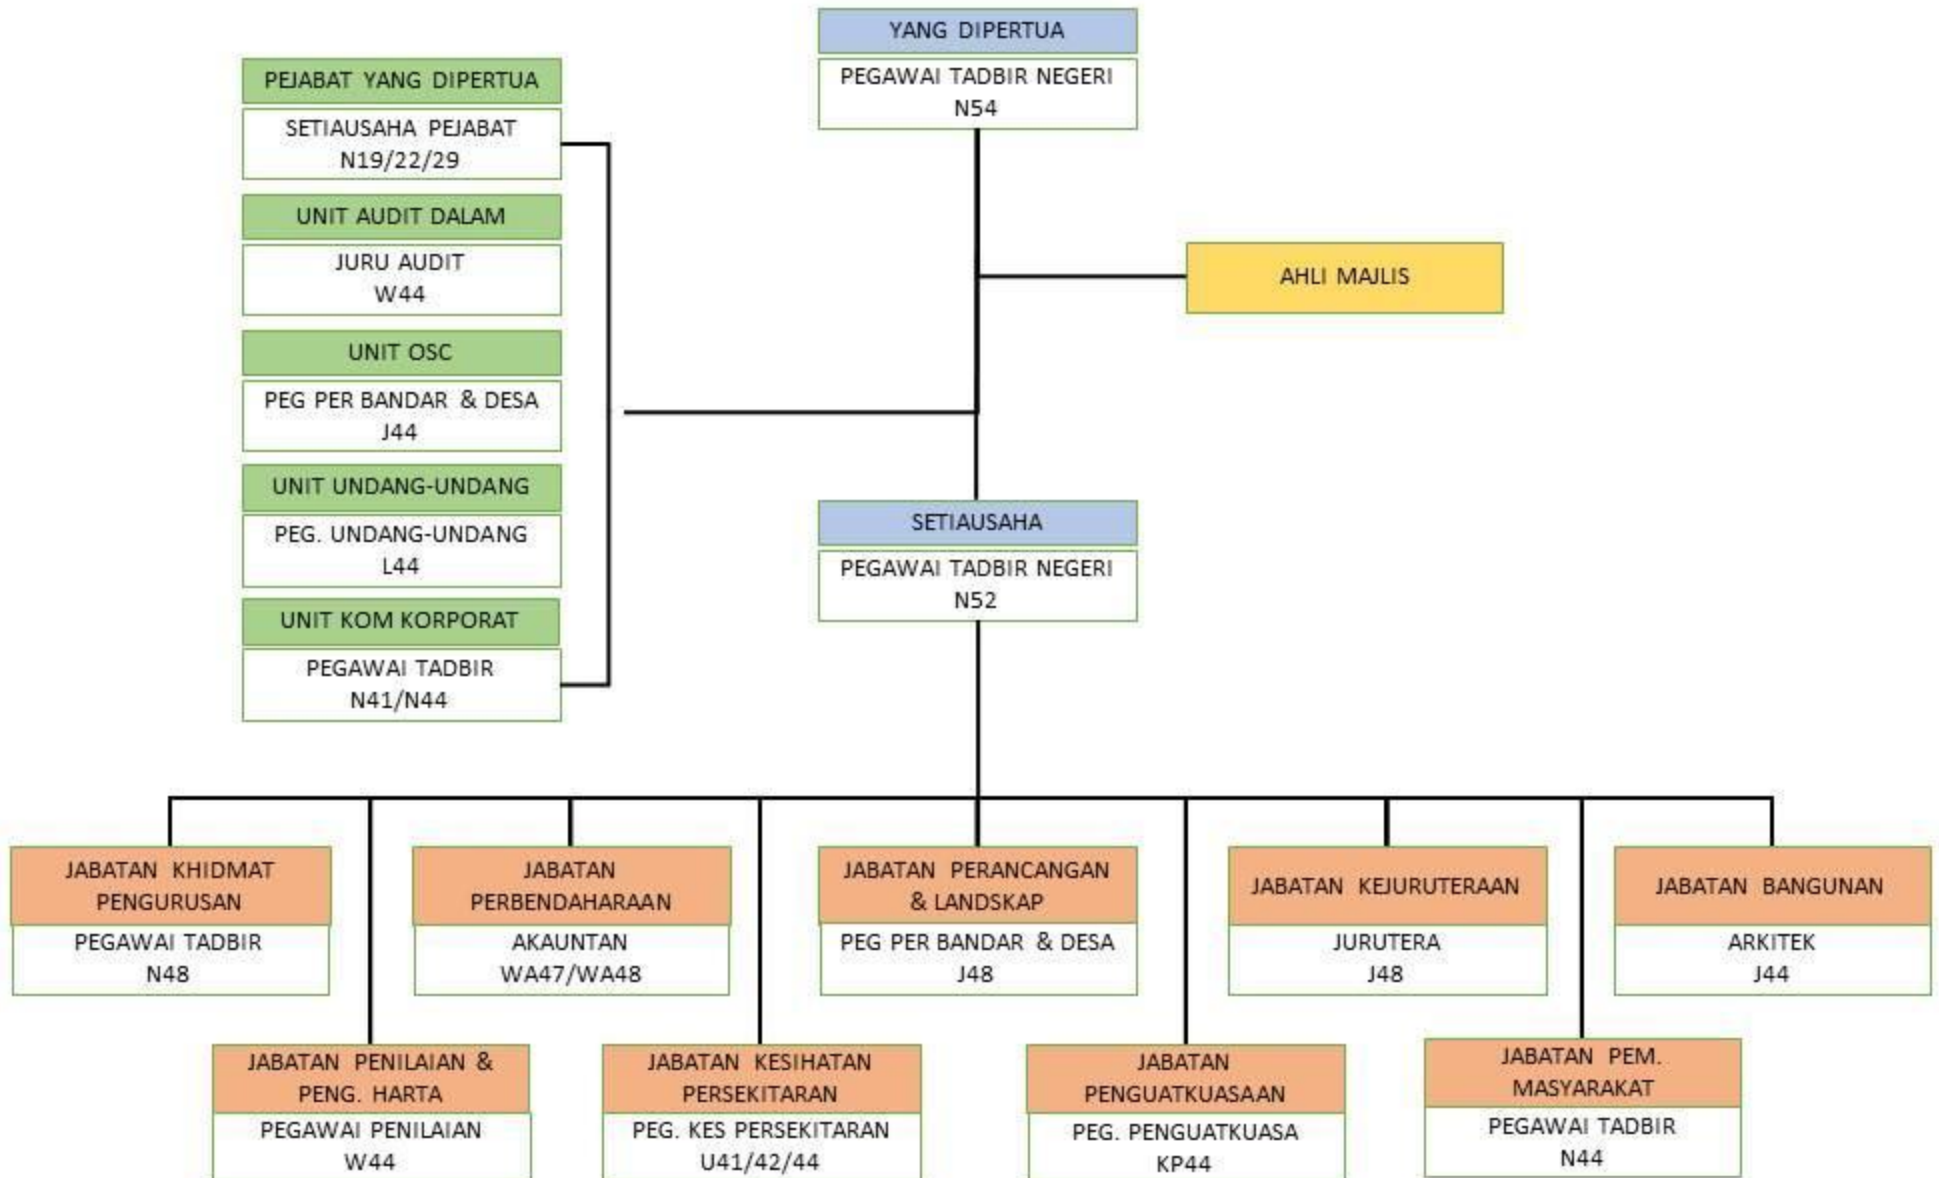 YANG DIPERTUA
PEGAWAI TADBIR NEGERI
N54
PEJABAT YANG DIPERTUA
SETIAUSAHA PEJABAT
N19/22/29
UNIT AUDIT DALAM
JURU AUDIT
W44
UNIT OSC
PEG PER BANDAR & DESA
J44
UNIT UNDANG-UNDANG
PEG. UNDANG-UNDANG
L44
UNIT KOM KORPORAT
PEGAWAI TADBIR
N41/N44
AHLI MAJLIS
SETIAUSAHA
PEGAWAI TADBIR NEGERI
N52
JABATAN KHIDMAT
PENGURUSAN
PEGAWAI TADBIR
N48
JABATAN
PERBENDAHARAAN
AKAUNTAN
WA47/WA48
JABATAN PERANCANGAN
& LANDSKAP
PEG PER BANDAR & DESA
J48
JABATAN KEJURUTERAAN
JURUTERA
J48
JABATAN BANGUNAN
ARKITEK
J44
JABATAN PENILAIAN &
PENG. HARTA
PEGAWAI PENILAIAN
W44
JABATAN KESIHATAN
PERSEKITARAN
PEG. KES PERSEKITARAN
U41/42/44
JABATAN
PENGUATKUASAAN
PEG. PENGUATKUASA
KP44
JABATAN PEM.
MASYARAKAT
PEGAWAI TADBIR
N44